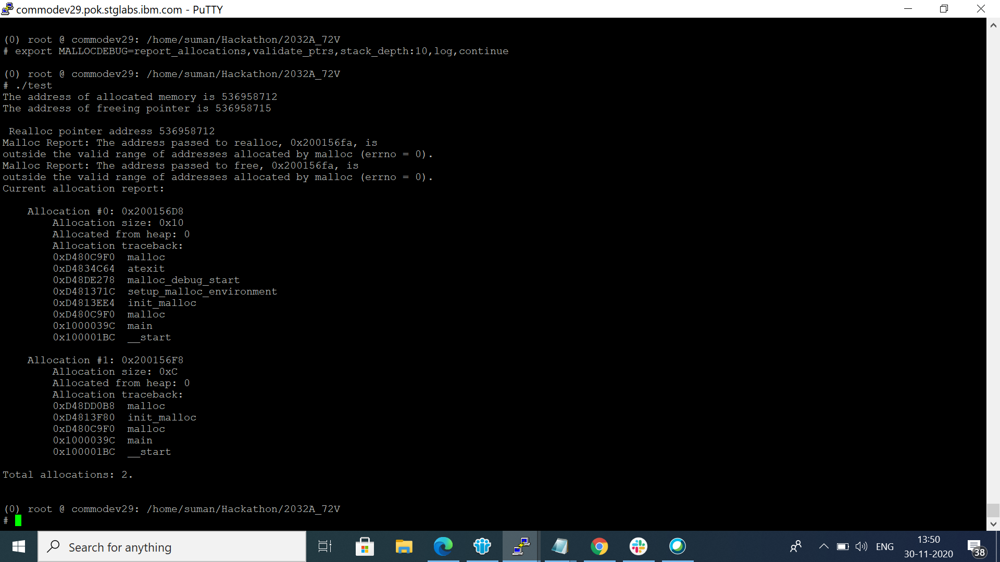 commodev29.pok.stglabs.ibm.com - PuTTY
(0) root @ commodev29: /home/suman/Hackathon/2032A_72V
# export MALLOCDEBUG=report_allocations,validate_ptrs,stack_depth:10,log,continue
(0) root @ commodev29: /home/suman/Hackathon/2032A_72V
# ./test
The address of allocated memory is 536958712
The address of freeing pointer is 536958715
Realloc pointer address 536958712
Malloc Report: The address passed to realloc, 0x200156fa, is
outside the valid range of addresses allocated by malloc (errno = 0).
Malloc Report: The address passed to free, 0x200156fa, is
outside the valid range of addresses allocated by malloc (errno = 0).
Current allocation report:
Allocation #0: 0x200156D8
Allocation size: 0x10
Allocated from heap: 0
Allocation traceback:
0xD480C9F0 malloc
0xD4834C64 atexit
0xD48DE278 malloc_debug_start
0xD481371C setup_malloc_environment
0xD4813EE4 init_malloc
0xD480C9F0 malloc
0x1000039C main
0x100001BC __start
Allocation #1: 0x200156F8
Allocation size: 0xC
Allocated from heap: 0
Allocation traceback:
0xD48DD0B8 malloc
0xD4813F80 init_malloc
0xD480C9F0 malloc
0x1000039C main
0x100001BC __start
Total allocations: 2.
(0) root @ commodev29: /home/suman/Hackathon/2032A_72V
#
Search for anything
ENG
13:50
30-11-2020
38